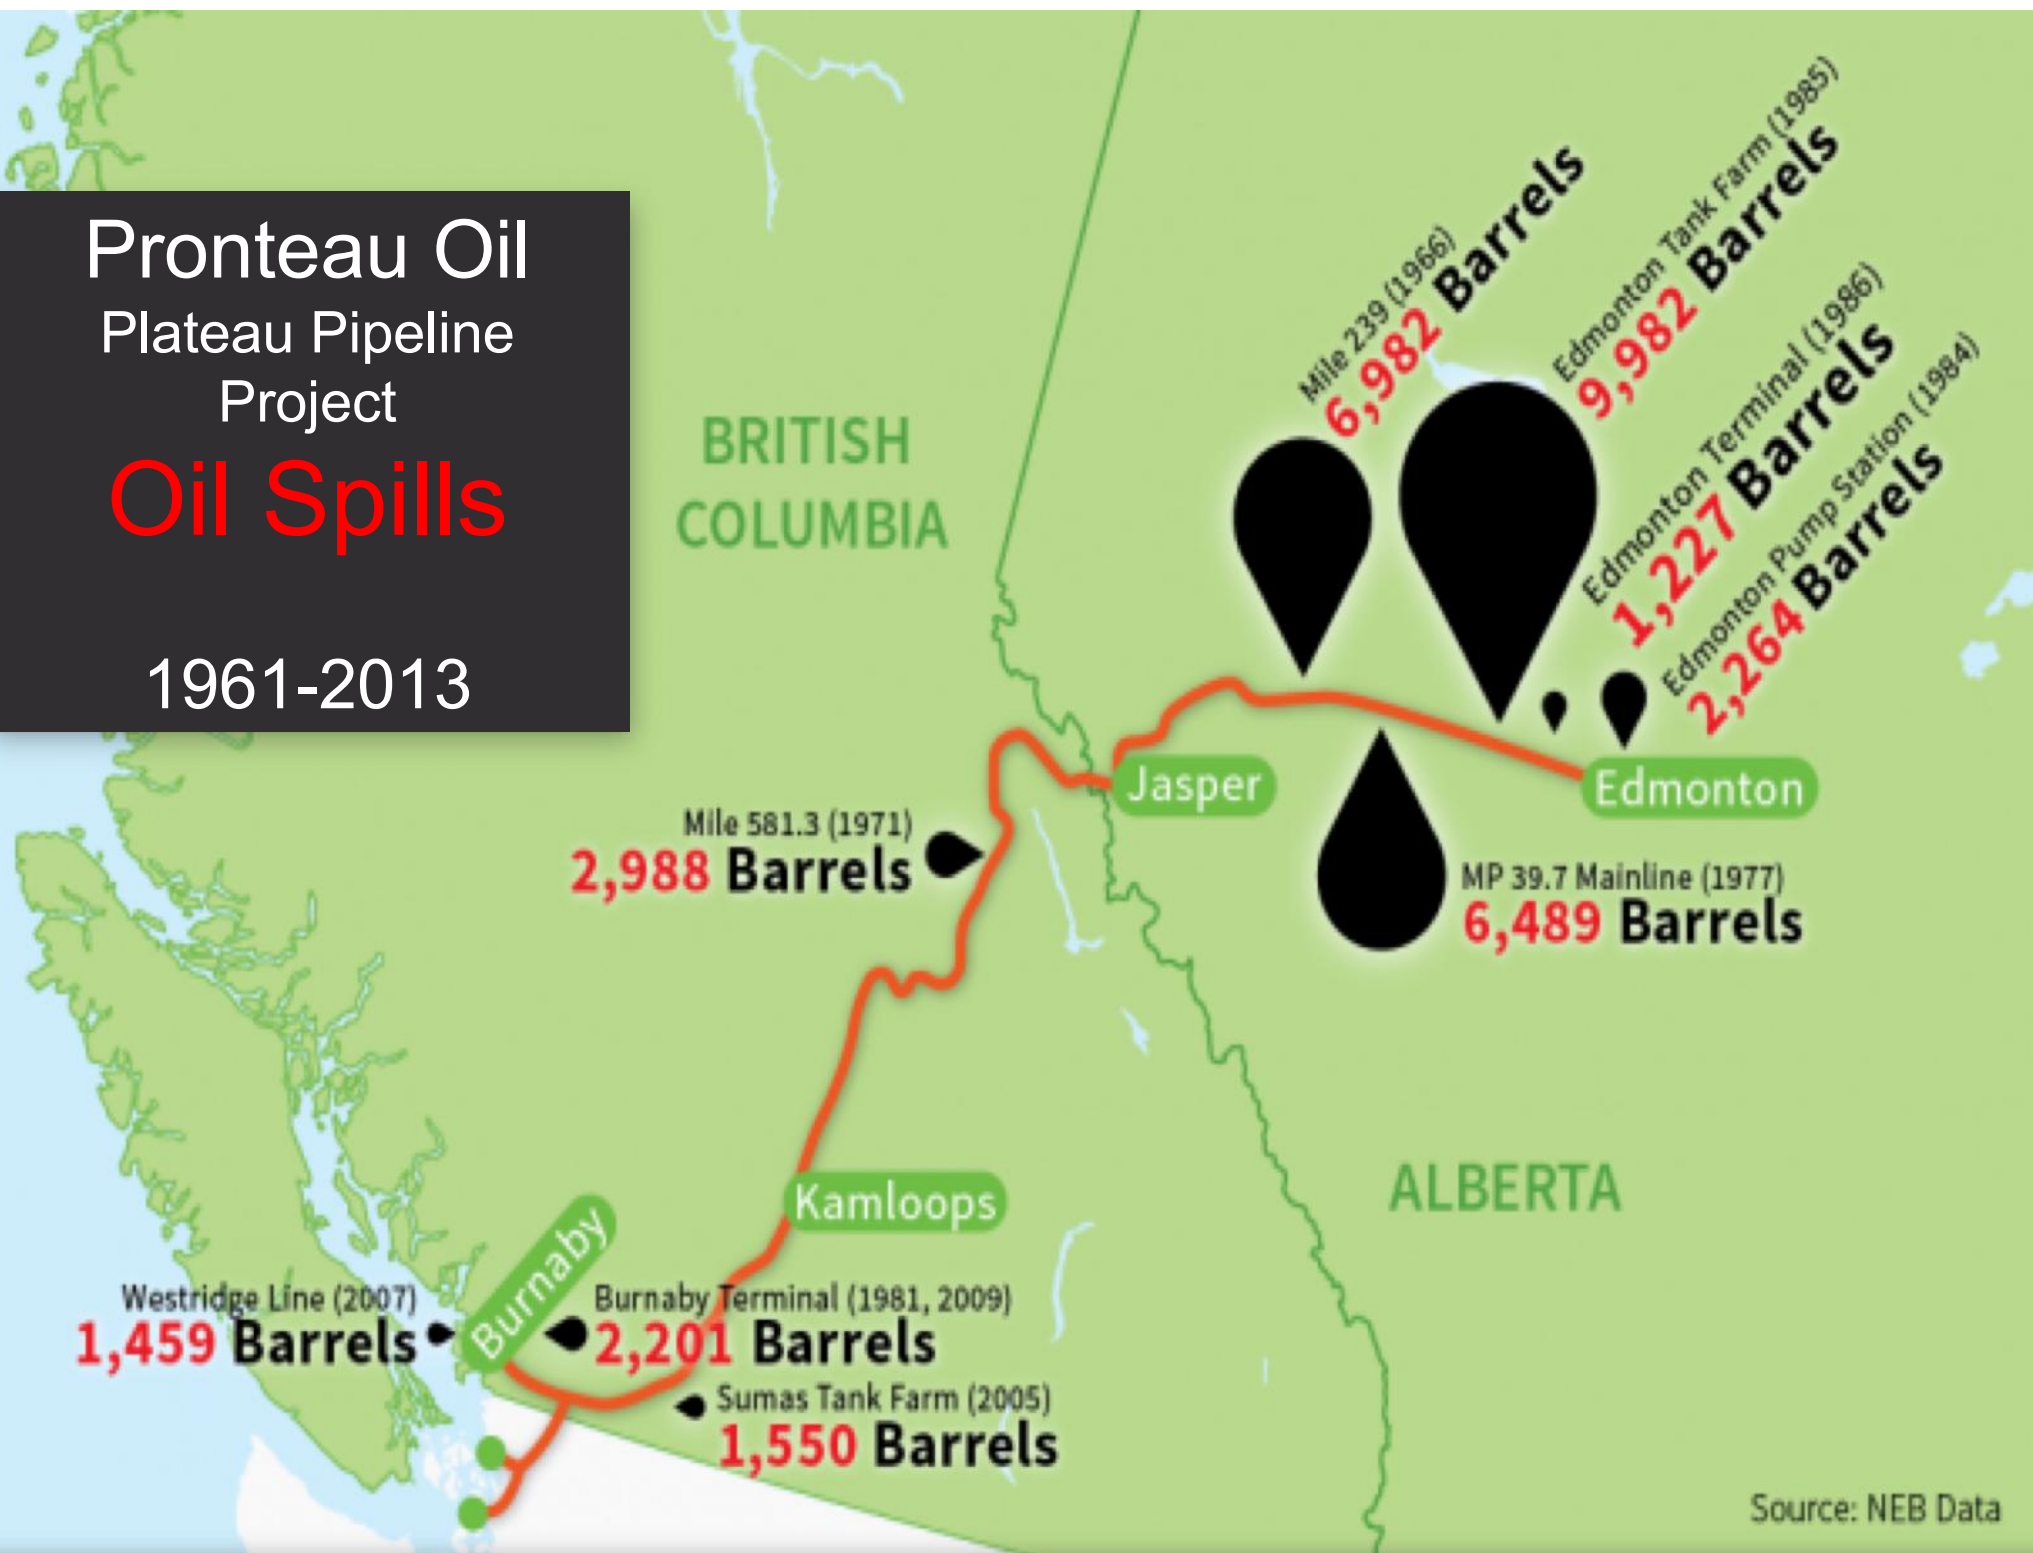 Pronteau Oil
Plateau Pipeline
Project
Oil Spills
1961-2013
BRITISH
COLUMBIA
Mile 239 (1966)
6,982 Barrels
Edmonton Tank Farm (1985)
9,982 Barrels
Edmonton Terminal (1986)
1,227 Barrels
Edmonton Pump Station (1984)
2,264 Barrels
Jasper
Edmonton
Mile 581.3 (1971)
2,988 Barrels
MP 39.7 Mainline (1977)
6,489 Barrels
ALBERTA
Kamloops
Burnaby
Westridge Line (2007)
1,459 Barrels
Burnaby Terminal (1981, 2009)
2,201 Barrels
Sumas Tank Farm (2005)
1,550 Barrels
Source: NEB Data